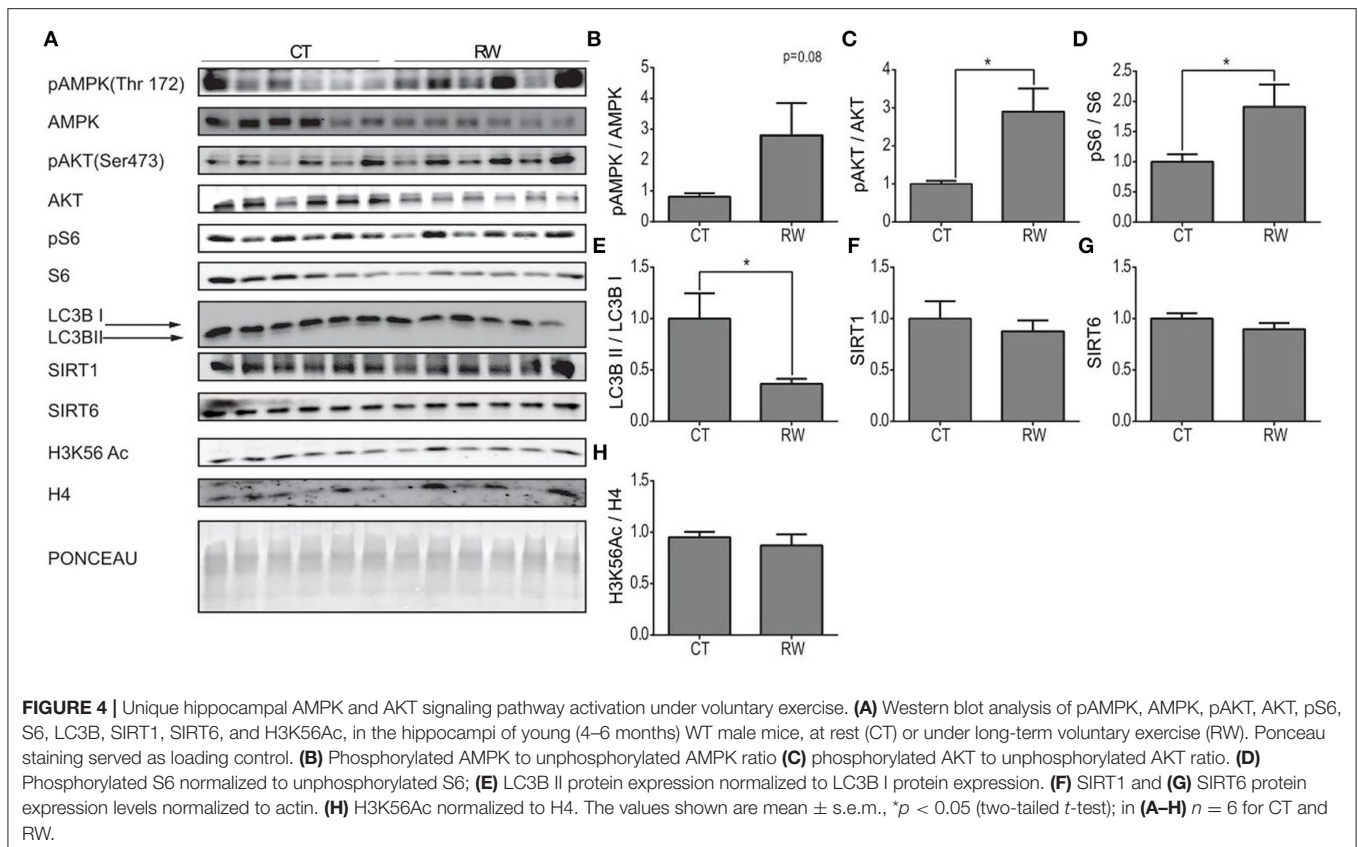 A
CT RW
pAMPK(Thr 172)
AMPK
pAKT(Ser473)
AKT
pS6
S6
LC3B I
LC3BII
SIRT1
SIRT6
H3K56 Ac
H4
PONCEAU
B
p=0.08
pAMPK / AMPK
5
4
3
2
1
0
CT RW
C
*
pAKT / AKT
4
3
2
1
0
CT RW
D
*
pS6 / S6
2.5
2.0
1.5
1.0
0.5
0.0
CT RW
E
*
LC3B II / LC3B I
1.5
1.0
0.5
0.0
CT RW
F
SIRT1
1.5
1.0
0.5
0.0
CT RW
G
SIRT6
1.5
1.0
0.5
0.0
CT RW
H
H3K56Ac / H4
1.5
1.0
0.5
0.0
CT RW
FIGURE 4 | Unique hippocampal AMPK and AKT signaling pathway activation under voluntary exercise. (A) Western blot analysis of pAMPK, AMPK, pAKT, AKT, pS6,
S6, LC3B, SIRT1, SIRT6, and H3K56Ac, in the hippocampi of young (4–6 months) WT male mice, at rest (CT) or under long-term voluntary exercise (RW). Ponceau
staining served as loading control. (B) Phosphorylated AMPK to unphosphorylated AMPK ratio (C) phosphorylated AKT to unphosphorylated AKT ratio. (D)
Phosphorylated S6 normalized to unphosphorylated S6; (E) LC3B II protein expression normalized to LC3B I protein expression. (F) SIRT1 and (G) SIRT6 protein
expression levels normalized to actin. (H) H3K56Ac normalized to H4. The values shown are mean ± s.e.m., *p < 0.05 (two-tailed t-test); in (A–H) n = 6 for CT and
RW.